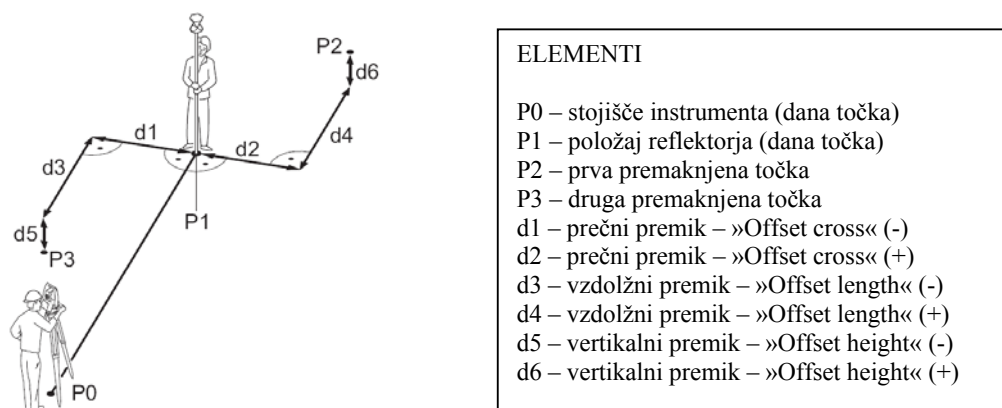 P2
d6
d1
d2
d4
d3
P1
d5
P3
P0
ELEMENTI
P0 – stojišče instrumenta (dana točka)
P1 – položaj reflektorja (dana točka)
P2 – prva premaknjena točka
P3 – druga premaknjena točka
d1 – prečni premik – »Offset cross« (-)
d2 – prečni premik – »Offset cross« (+)
d3 – vzdolžni premik – »Offset length« (-)
d4 – vzdolžni premik – »Offset length« (+)
d5 – vertikalni premik – »Offset height« (-)
d6 – vertikalni premik – »Offset height« (+)